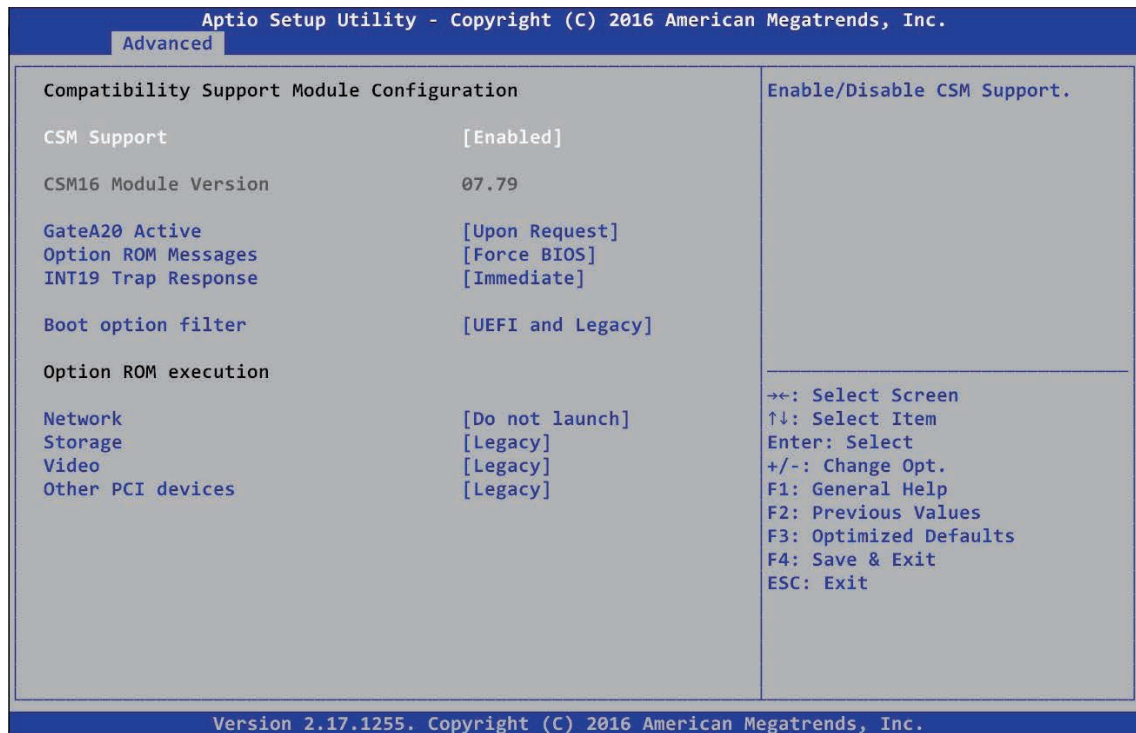 Aptio Setup Utility - Copyright (C) 2016 American Megatrends, Inc.
Advanced
Compatibility Support Module Configuration
CSM Support [Enabled]
CSM16 Module Version 07.79
GateA20 Active [Upon Request]
Option ROM Messages [Force BIOS]
INT19 Trap Response [Immediate]
Boot option filter [UEFI and Legacy]
Option ROM execution
Network [Do not launch]
Storage [Legacy]
Video [Legacy]
Other PCI devices [Legacy]
Enable/Disable CSM Support.
→←: Select Screen
↑↓: Select Item
Enter: Select
+/-: Change Opt.
F1: General Help
F2: Previous Values
F3: Optimized Defaults
F4: Save & Exit
ESC: Exit
Version 2.17.1255. Copyright (C) 2016 American Megatrends, Inc.